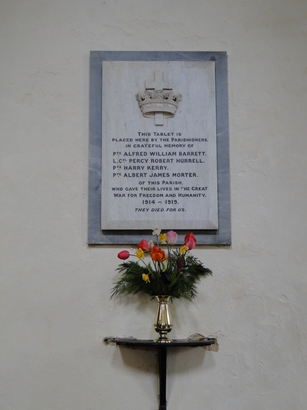 THIS TABLET IS
PLACED HERE BY THE PARISHIONERS,
IN GRATEFUL MEMORY OF
PTE ALFRED WILLIAM BARRETT.
L.CPL PERCY ROBERT HURRELL.
PTE HARRY KERBY.
PTE ALBERT JAMES MORTER.
OF THIS PARISH.
WHO GAVE THEIR LIVES IN THE GREAT
WAR FOR FREEDOM AND HUMANITY.
1914 – 1919.
THEY DIED FOR US.